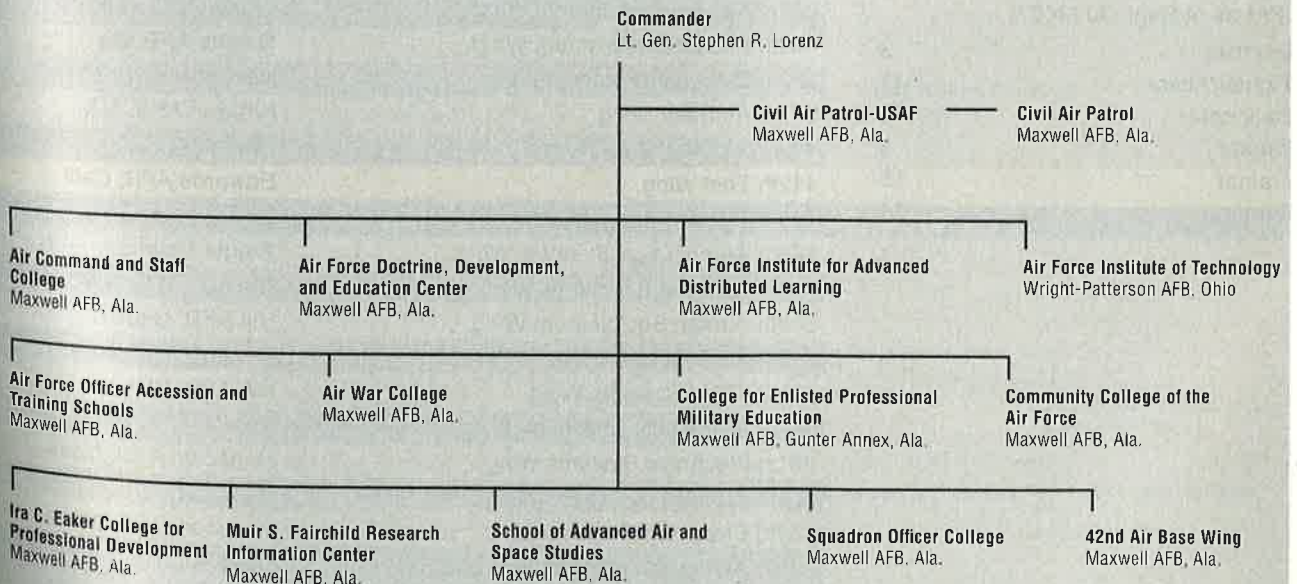 Commander
Lt. Gen. Stephen R. Lorenz
Civil Air Patrol-USAF
Maxwell AFB, Ala.
Civil Air Patrol
Maxwell AFB, Ala.
Air Command and Staff
College
Maxwell AFB, Ala.
Air Force Doctrine, Development,
and Education Center
Maxwell AFB, Ala.
Air Force Institute for Advanced
Distributed Learning
Maxwell AFB, Ala.
Air Force Institute of Technology
Wright-Patterson AFB, Ohio
Air Force Officer Accession and
Training Schools
Maxwell AFB, Ala.
Air War College
Maxwell AFB, Ala.
College for Enlisted Professional
Military Education
Maxwell AFB, Gunter Annex, Ala.
Community College of the
Air Force
Maxwell AFB, Ala.
Ira C. Eaker College for
Professional Development
Maxwell AFB, Ala.
Muir S. Fairchild Research
Information Center
Maxwell AFB, Ala.
School of Advanced Air and
Space Studies
Maxwell AFB, Ala.
Squadron Officer College
Maxwell AFB, Ala.
42nd Air Base Wing
Maxwell AFB, Ala.